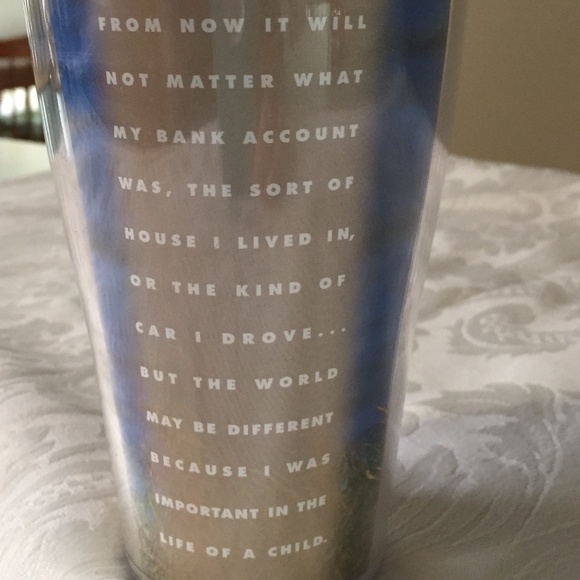 FROM NOW IT WILL
NOT MATTER WHAT
MY BANK ACCOUNT
WAS, THE SORT OF
HOUSE I LIVED IN,
OR THE KIND OF
CAR I DROVE...
BUT THE WORLD
MAY BE DIFFERENT
BECAUSE I WAS
IMPORTANT IN THE
LIFE OF A CHILD.